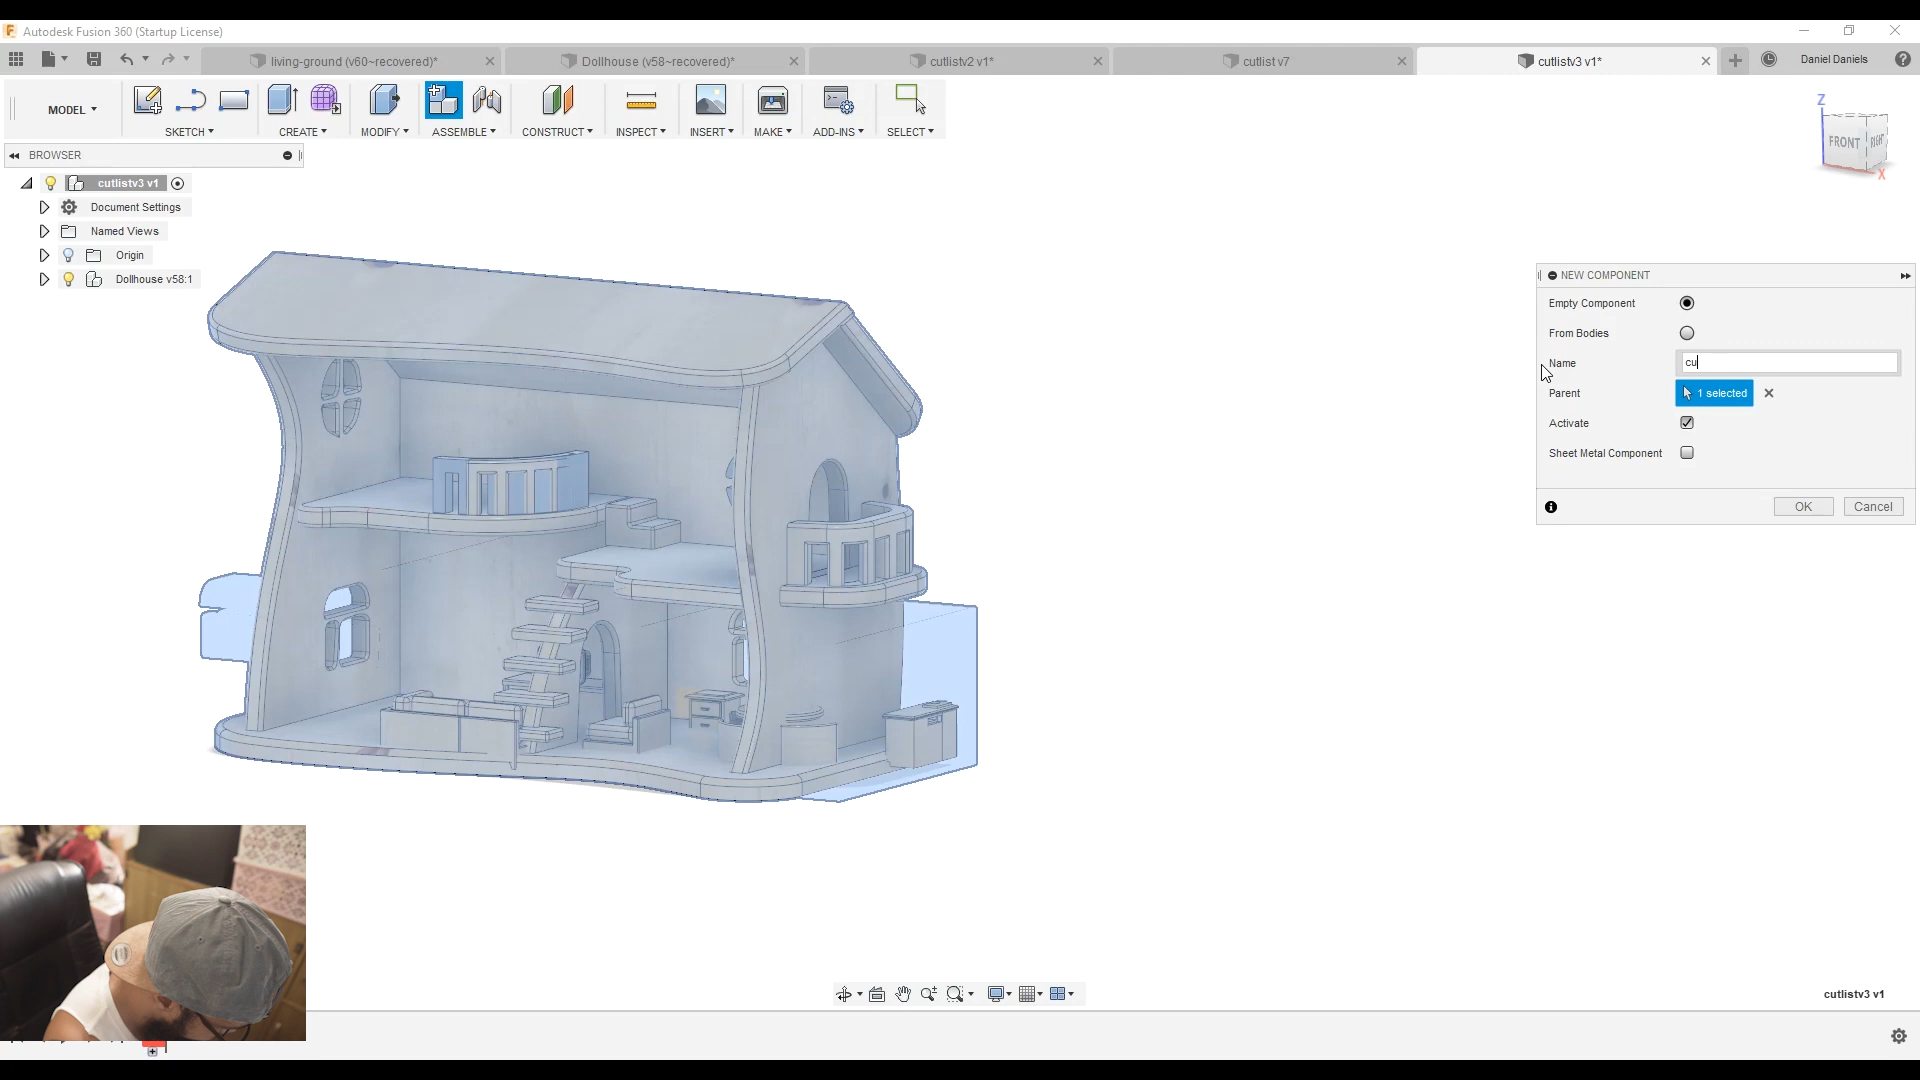 Autodesk Fusion 360 (Startup License)
living-ground (v60~recovered)*
Dollhouse (v58~recovered)*
cutlistv2 v1*
cutlist v7
cutlistv3 v1*
Daniel Daniels
MODEL
SKETCH
CREATE
MODIFY
ASSEMBLE
CONSTRUCT
INSPECT
INSERT
MAKE
ADD-INS
SELECT
Z
FRONT
RIGHT
X
BROWSER
cutlistv3 v1
Document Settings
Named Views
Origin
Dollhouse v58:1
NEW COMPONENT
Empty Component
From Bodies
Name cu
Parent 1 selected
Activate
Sheet Metal Component
OK Cancel
cutlistv3 v1